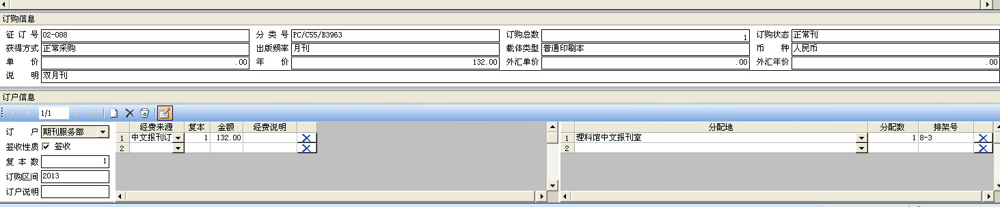 订购信息
征 订 号 02-088 分 类 号 PC/C55/B3963 订购总数 1 订购状态 正常刊
获得方式 正常采购 出版频率 月刊 载体类型 普通印刷本 币 种 人民币
单 价 .00 年 价 132.00 外汇单价 .00 外汇年价 .00
说 明 双月刊
订户信息
1/1
订 户 期刊服务部
签收性质 签收
复 本 数 1
订购区间 2013
订户说明
经费来源 复本 金额 经费说明
1 中文报刊订 1 132.00
2
分配地 分配数 排架号
1 理科馆中文报刊室 1 8-3
2